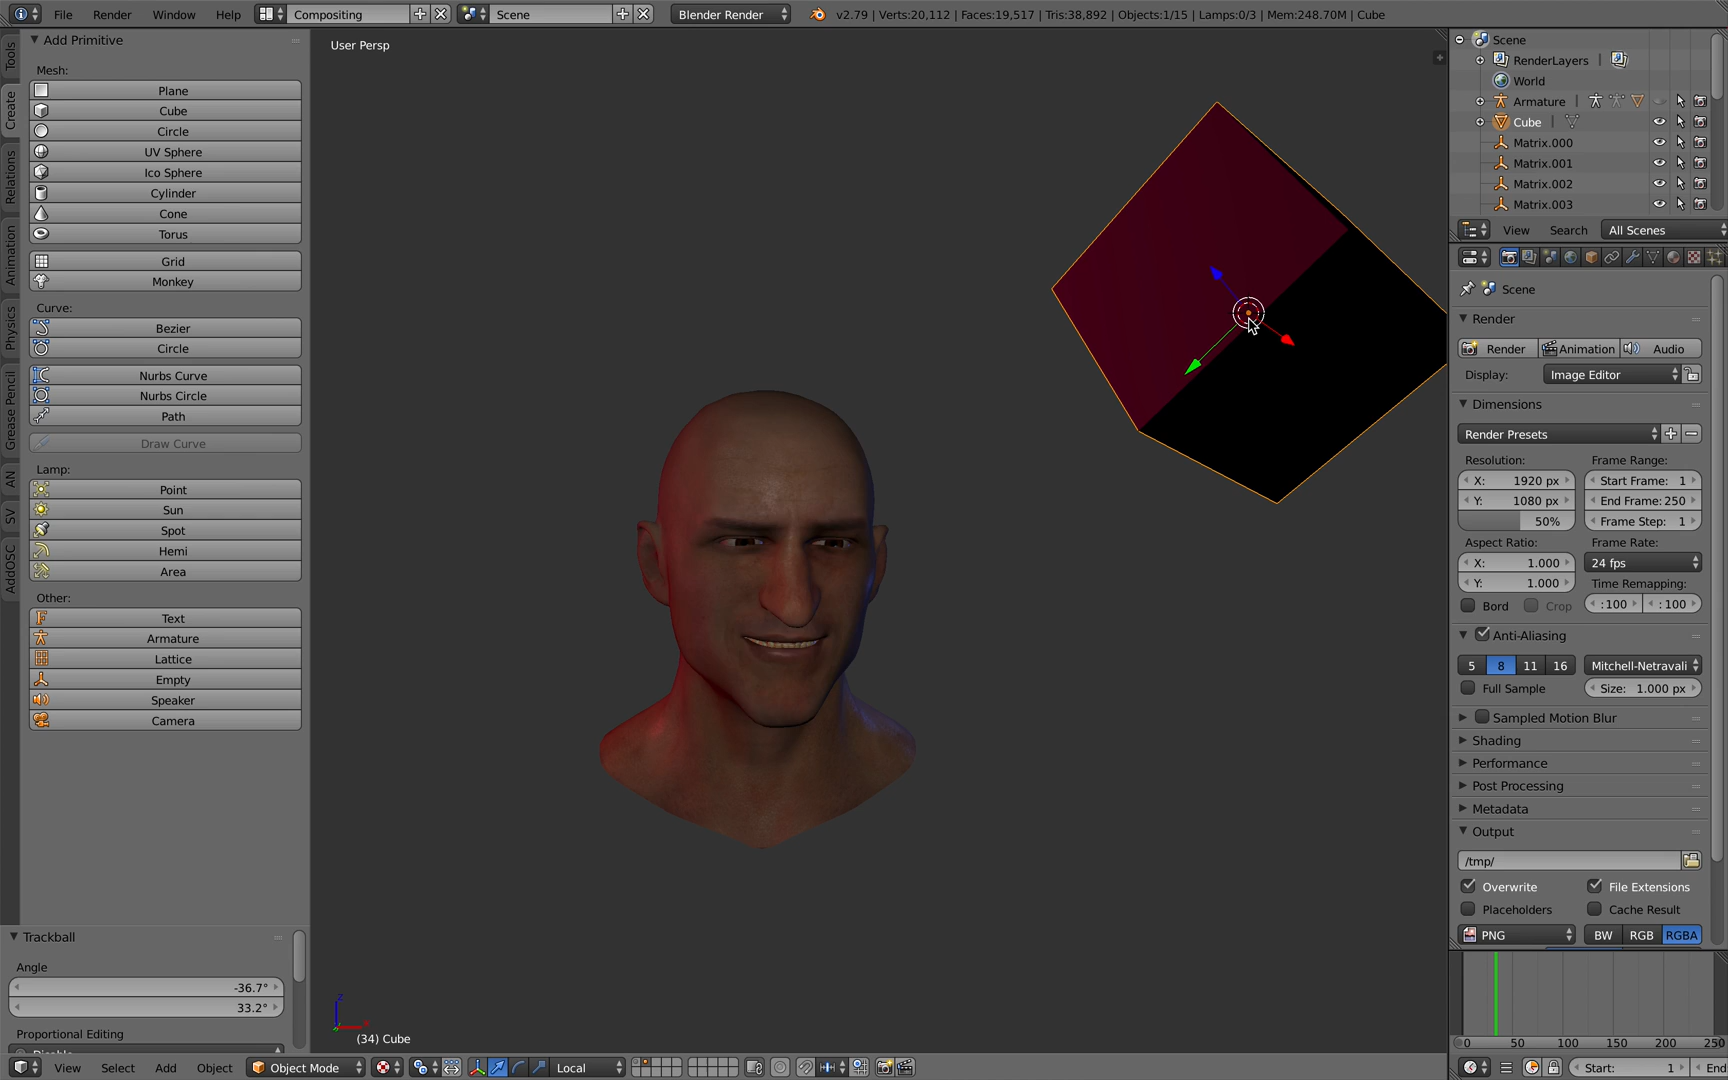 File Render Window Help Compositing Scene Blender Render v2.79 | Verts:20,112 | Faces:19,517 | Tris:38,892 | Objects:1/15 | Lamps:0/3 | Mem:248.70M | Cube
Tools
Create
Relations
Animation
Physics
Grease Pencil
AN
SV
AddOSC
Add Primitive
Mesh:
Plane
Cube
Circle
UV Sphere
Ico Sphere
Cylinder
Cone
Torus
Grid
Monkey
Curve:
Bezier
Circle
Nurbs Curve
Nurbs Circle
Path
Draw Curve
Lamp:
Point
Sun
Spot
Hemi
Area
Other:
Text
Armature
Lattice
Empty
Speaker
Camera
Trackball
Angle
-36.7°
33.2°
Proportional Editing
User Persp
(34) Cube
View Select Add Object Object Mode Local
Scene
RenderLayers
World
Armature
Cube
Matrix.000
Matrix.001
Matrix.002
Matrix.003
View Search All Scenes
Scene
Render
Render Animation Audio
Display: Image Editor
Dimensions
Render Presets
Resolution: Frame Range:
X: 1920 px Start Frame: 1
Y: 1080 px End Frame: 250
50% Frame Step: 1
Aspect Ratio: Frame Rate:
X: 1.000 24 fps
Y: 1.000 Time Remapping:
Bord Crop :100 :100
Anti-Aliasing
5 8 11 16 Mitchell-Netravali
Full Sample Size: 1.000 px
Sampled Motion Blur
Shading
Performance
Post Processing
Metadata
Output
/tmp/
Overwrite File Extensions
Placeholders Cache Result
PNG BW RGB RGBA
0 50 100 150 200 250
Start: 1 End: